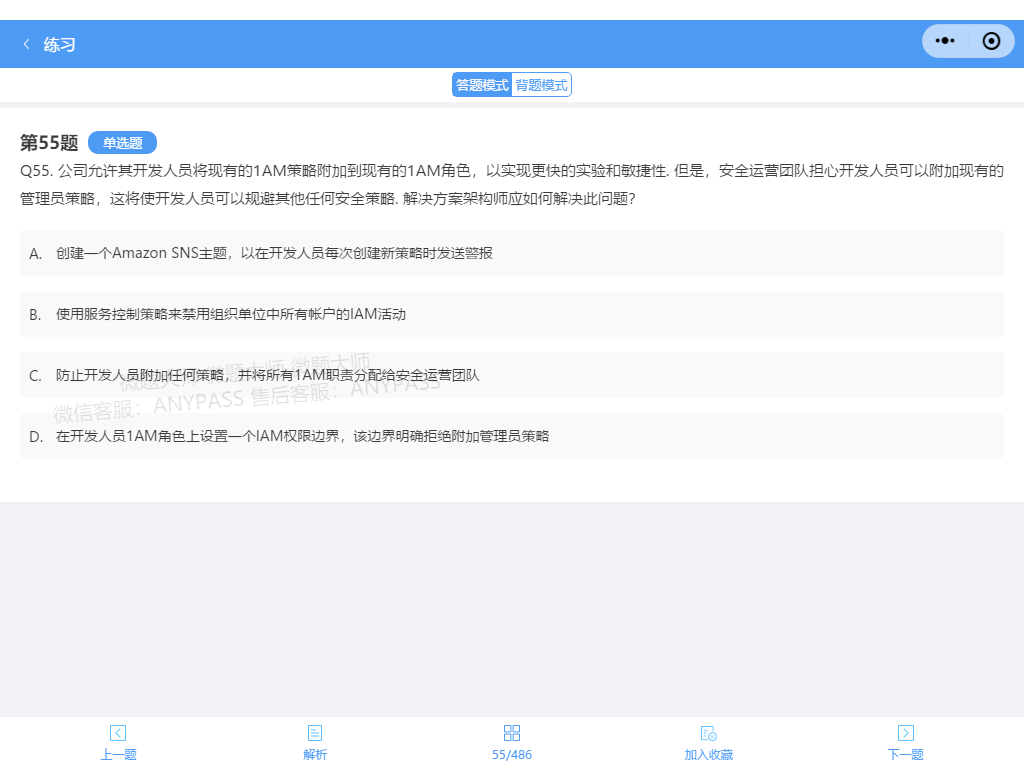 练习
答题模式 背题模式
第55题 单选题
Q55. 公司允许其开发人员将现有的1AM策略附加到现有的1AM角色，以实现更快的实验和敏捷性. 但是，安全运营团队担心开发人员可以附加现有的
管理员策略，这将使开发人员可以规避其他任何安全策略. 解决方案架构师应如何解决此问题？
A. 创建一个Amazon SNS主题，以在开发人员每次创建新策略时发送警报
B. 使用服务控制策略来禁用组织单位中所有帐户的IAM活动
C. 防止开发人员附加任何策略，并将所有1AM职责分配给安全运营团队
微题大师 微题大师 微题大师
微信客服：ANYPASS 售后客服：ANYPASS
D. 在开发人员1AM角色上设置一个IAM权限边界，该边界明确拒绝附加管理员策略
上一题 解析 55/486 加入收藏 下一题